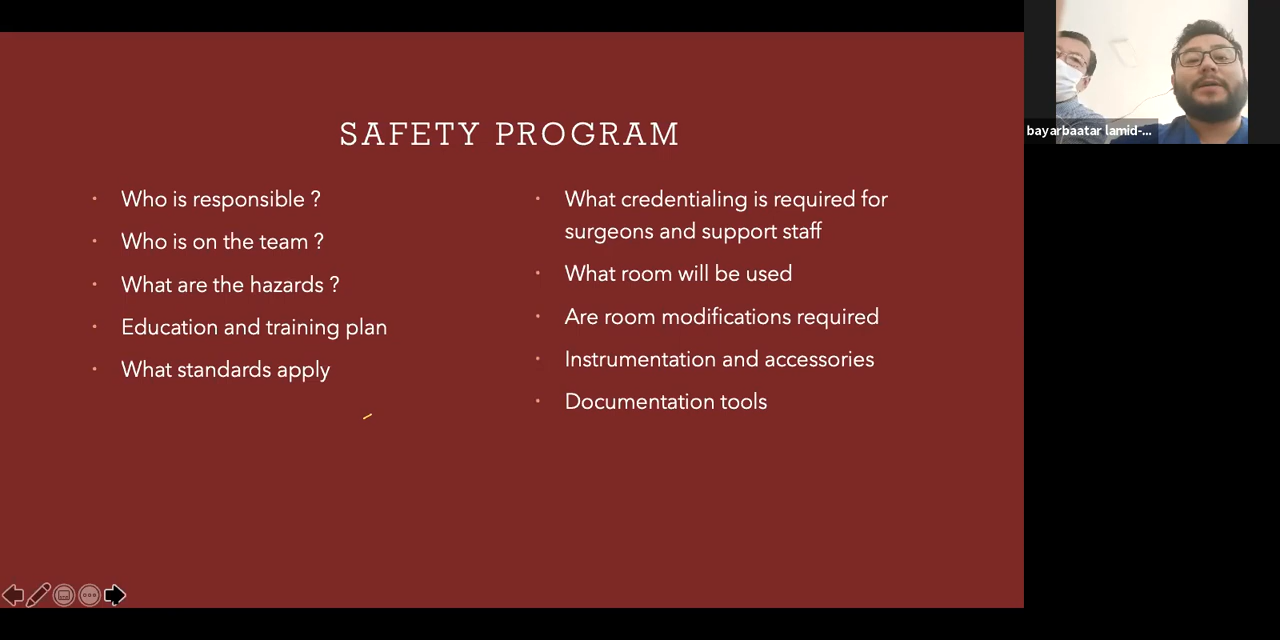 SAFETY PROGRAM
Who is responsible ?
Who is on the team ?
What are the hazards ?
Education and training plan
What standards apply
What credentialing is required for
surgeons and support staff
What room will be used
Are room modifications required
Instrumentation and accessories
Documentation tools
bayarbaatar lamid-...